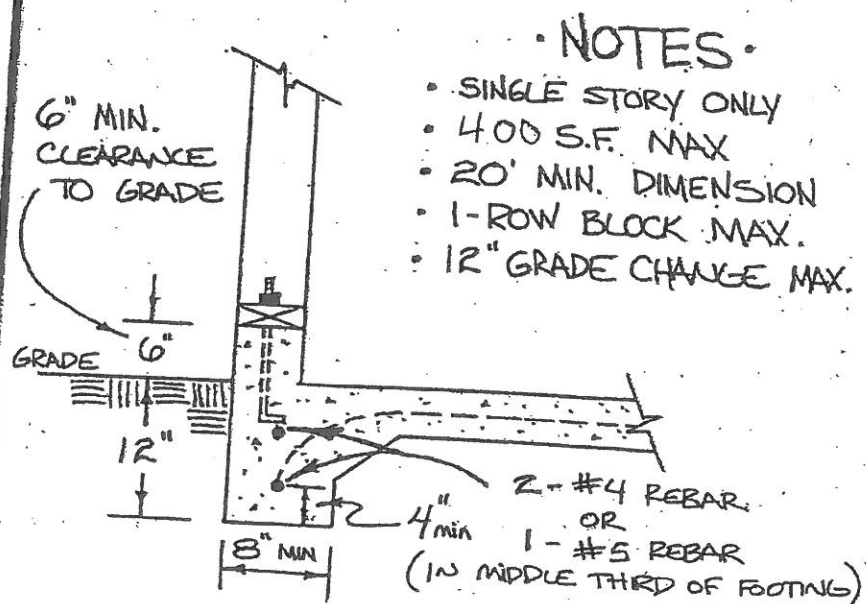 • NOTES •
• SINGLE STORY ONLY
• 400 S.F. MAX
• 20' MIN. DIMENSION
• 1-ROW BLOCK MAX.
• 12" GRADE CHANGE MAX.
6" MIN.
CLEARANCE
TO GRADE
6"
GRADE
12"
8" MIN
4" min
2-#4 REBAR
OR
1-#5 REBAR
(IN MIDDLE THIRD OF FOOTING)